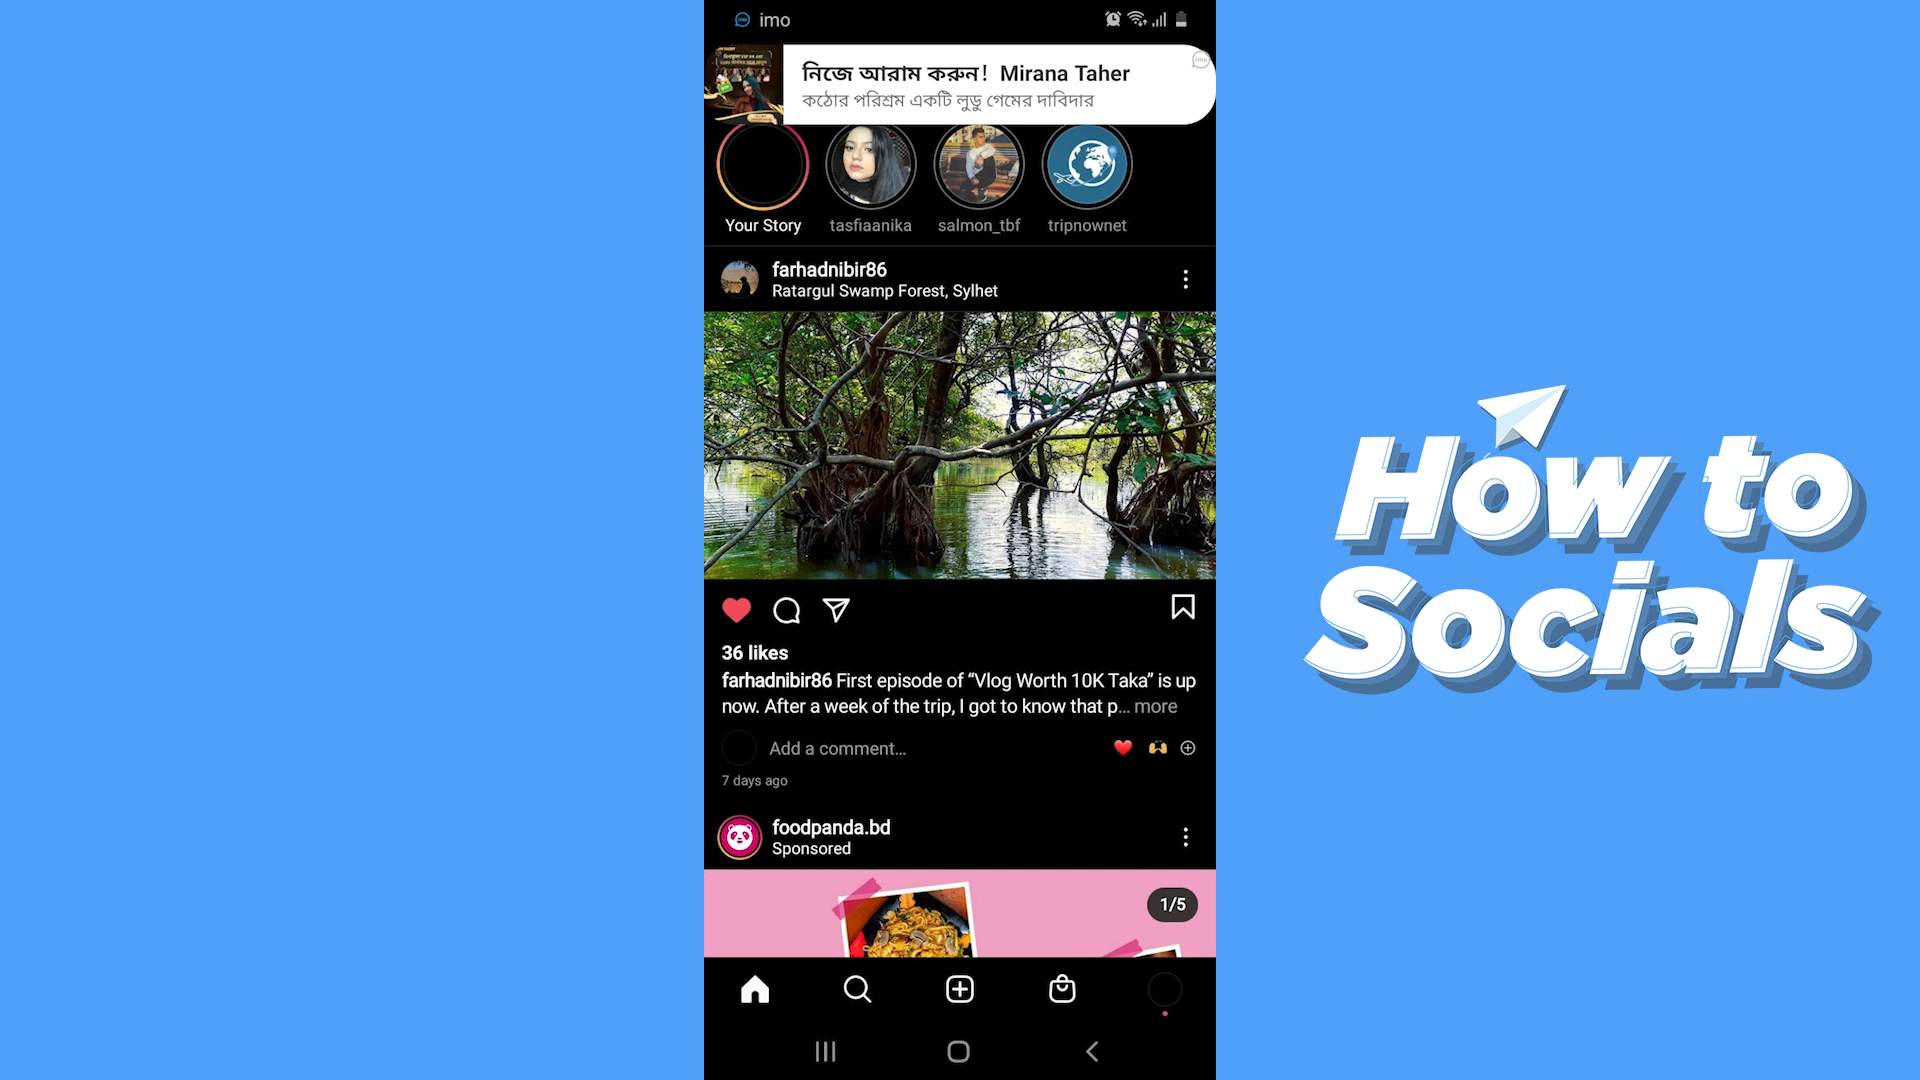 imo
নিজে আরাম করুন! Mirana Taher
কঠোর পরিশ্রম একটি লুডু গেমের দাবিদার
Your Story
tasfiaanika
salmon_tbf
tripnownet
farhadnibir86
Ratargul Swamp Forest, Sylhet
36 likes
farhadnibir86 First episode of “Vlog Worth 10K Taka” is up
now. After a week of the trip, I got to know that p... more
Add a comment...
7 days ago
foodpanda.bd
Sponsored
1/5
How to
Socials